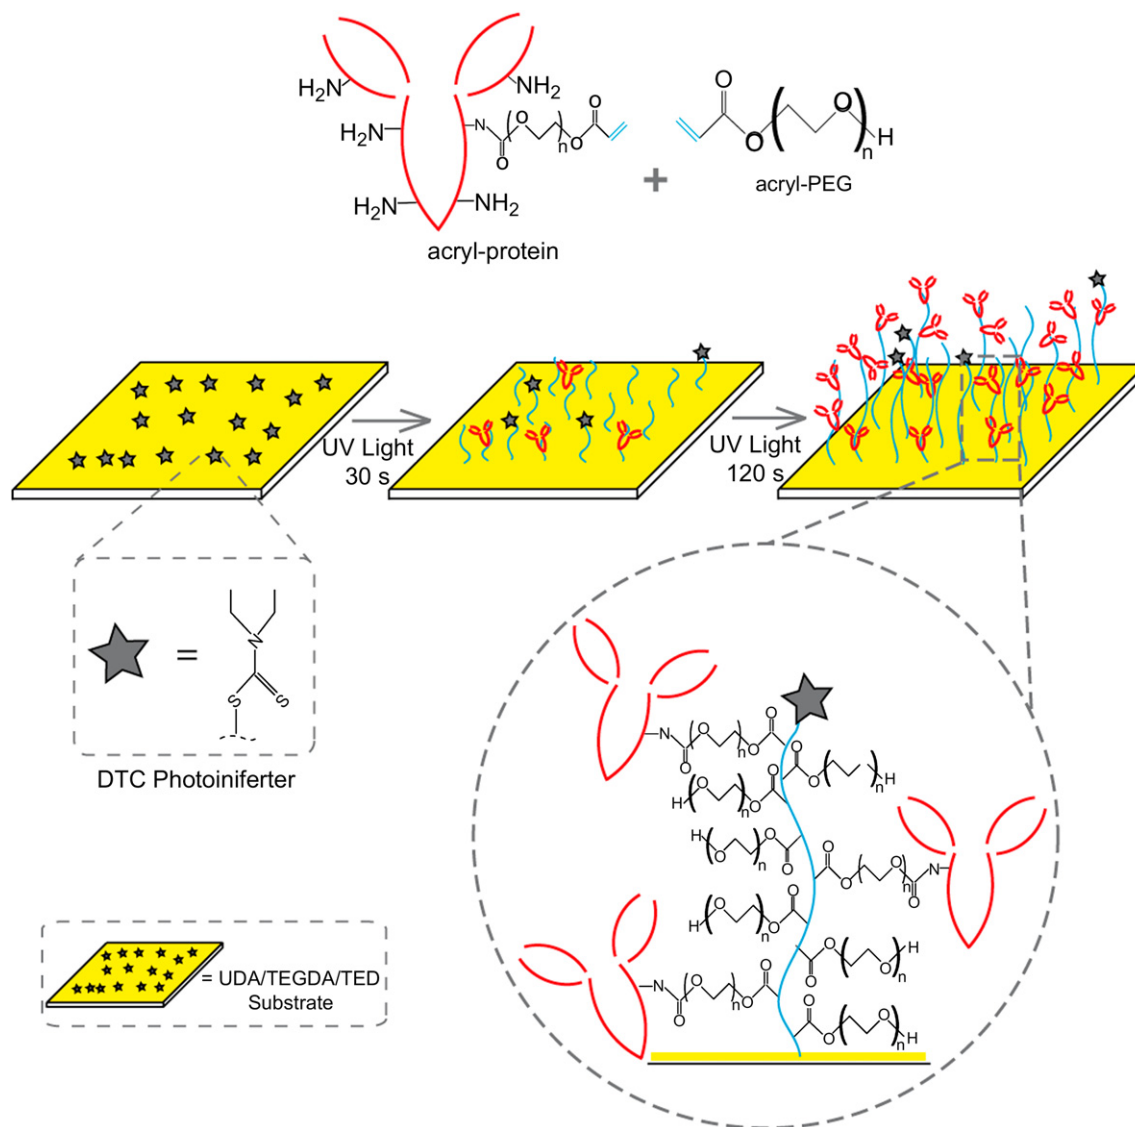 H₂N
NH₂
H₂N
N
O
O
O
n
O
O
O
O
n
H
H₂N
NH₂
+
acryl-PEG
acryl-protein
UV Light
30 s
UV Light
120 s
N
=
S
S
DTC Photoiniferter
N
O
O
n
O
O
O
O
n
H
H
O
n
O
O
H
O
n
O
O
O
O
O
n
O
N
H
O
n
O
O
O
O
O
n
H
N
O
O
n
O
O
O
O
O
n
H
= UDA/TEGDA/TED
Substrate